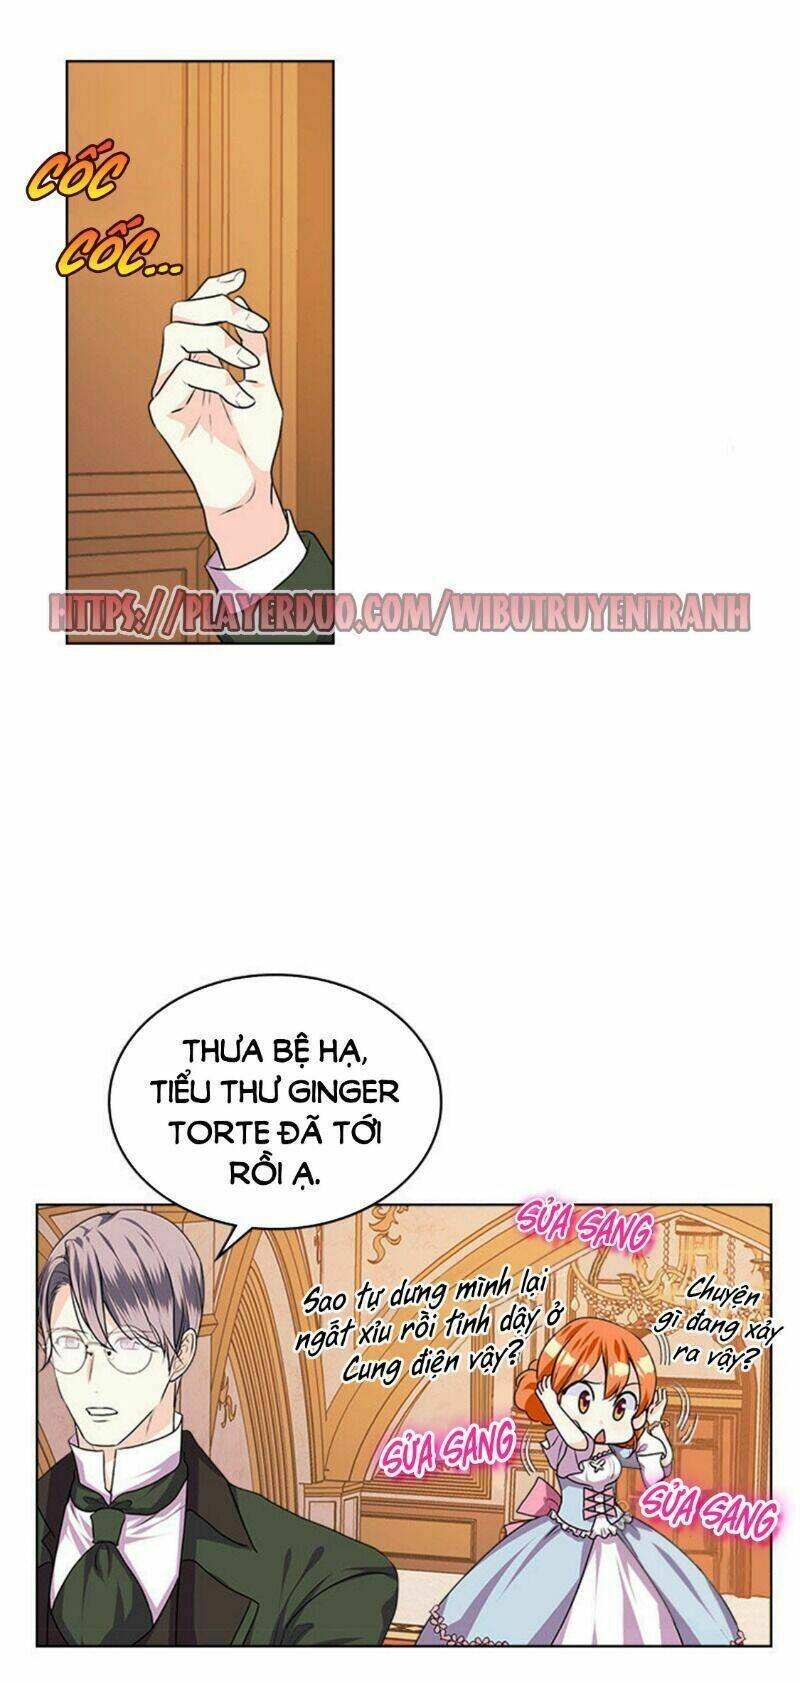 CỐC
CỐC...
HTTPS://PLAYERDUO.COM/WIBUTRUYENTRANH
THƯA BỆ HẠ,
TIỂU THƯ GINGER
TORTE ĐÃ TỚI
RỒI Ạ.
SỬA SANG
Sao tự dưng mình lại
ngất xỉu rồi tỉnh dậy ở
Cung điện vậy?
Chuyện
gì đang xảy
ra vậy?
SỬA SANG
SỬA SANG